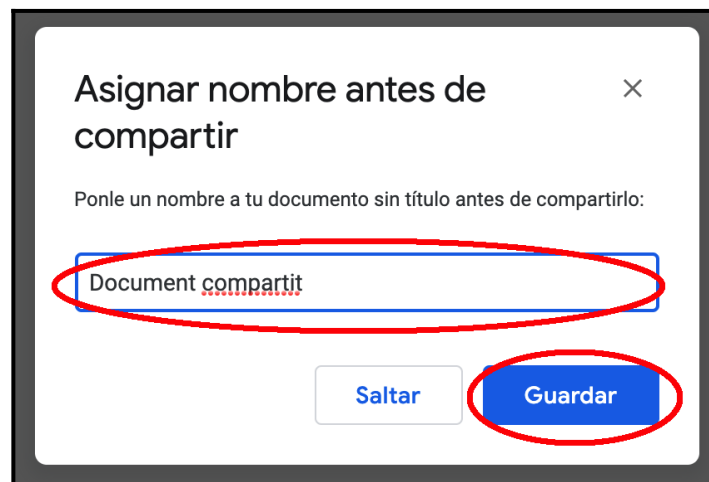 Asignar nombre antes de
compartir
Ponle un nombre a tu documento sin título antes de compartirlo:
Document compartit
Saltar
Guardar